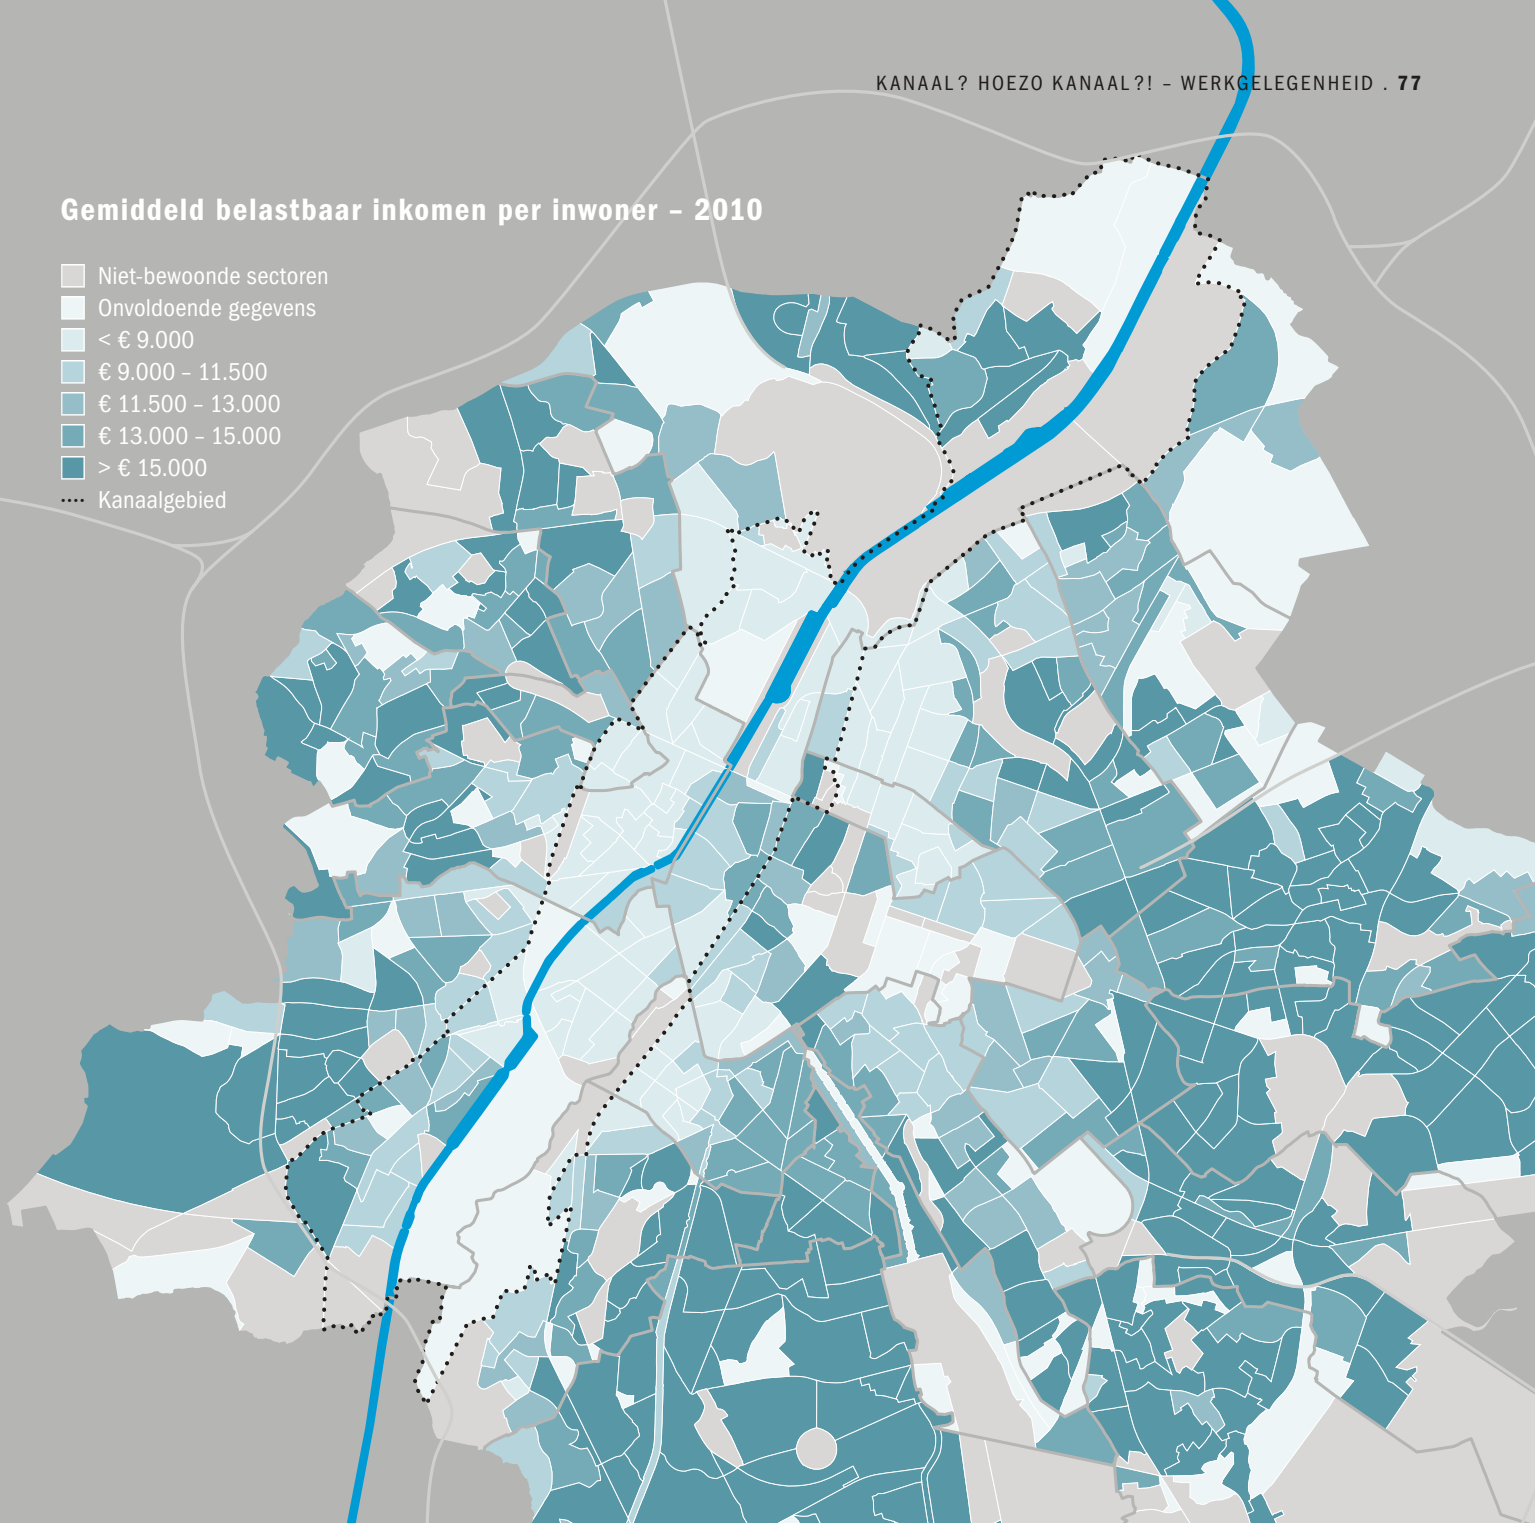 KANAAL? HOEZO KANAAL?! – WERKGELEGENHEID . 77
Gemiddeld belastbaar inkomen per inwoner – 2010
Niet-bewoonde sectoren
Onvoldoende gegevens
< € 9.000
€ 9.000 – 11.500
€ 11.500 – 13.000
€ 13.000 – 15.000
> € 15.000
Kanaalgebied